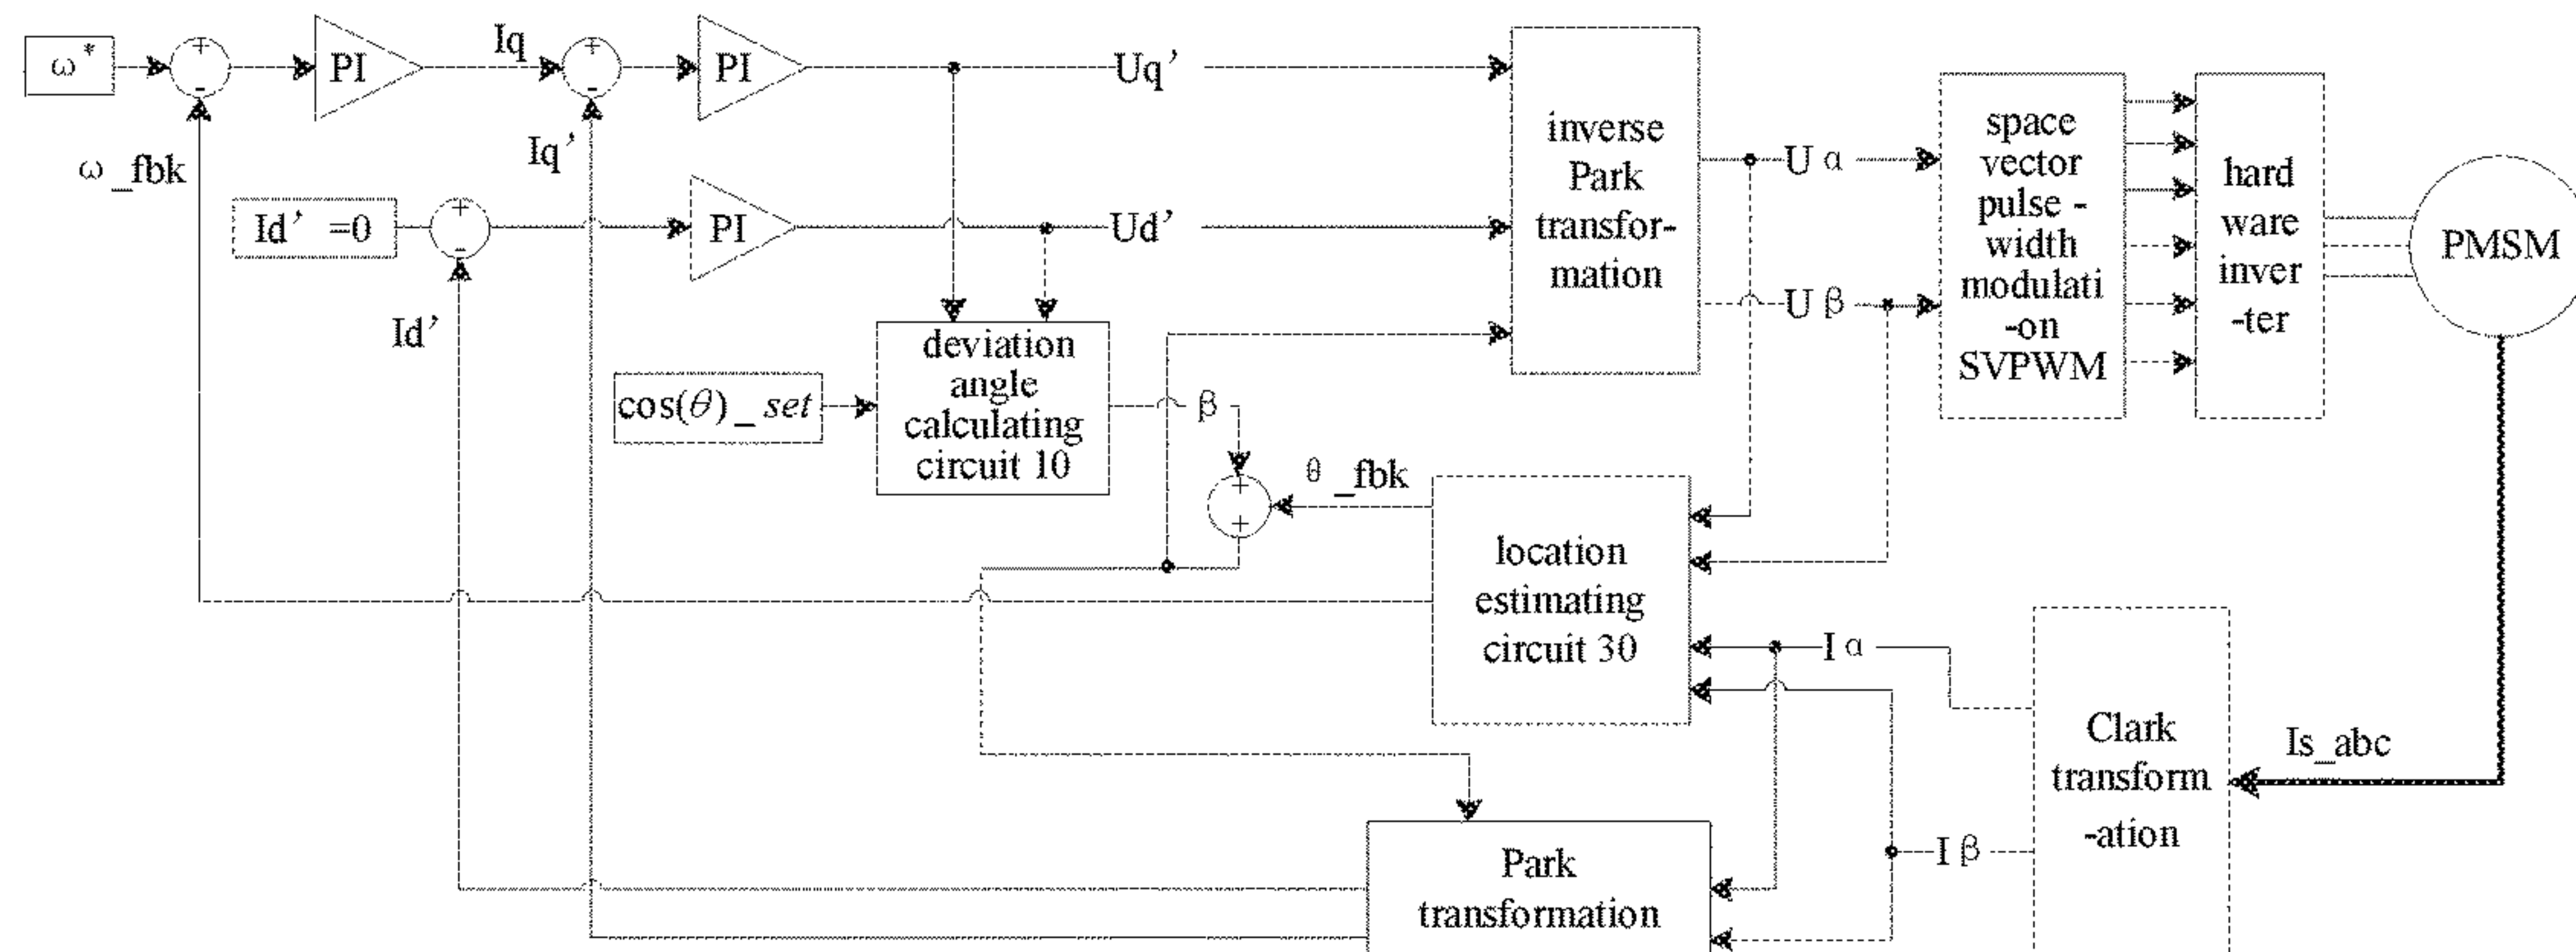 ω*
+
-
PI
Iq
+
-
PI
Uq’
ω_fbk
Iq’
Id’ =0
+
-
PI
Ud’
Id’
inverse
Park
transfor-
mation
U α
U β
space
vector
pulse -
width
modulati
-on
SVPWM
hard
ware
inver
-ter
PMSM
cos(θ)_set
deviation
angle
calculating
circuit 10
β
+
+
θ_fbk
location
estimating
circuit 30
I α
I β
Clark
transform
-ation
Is_abc
Park
transformation